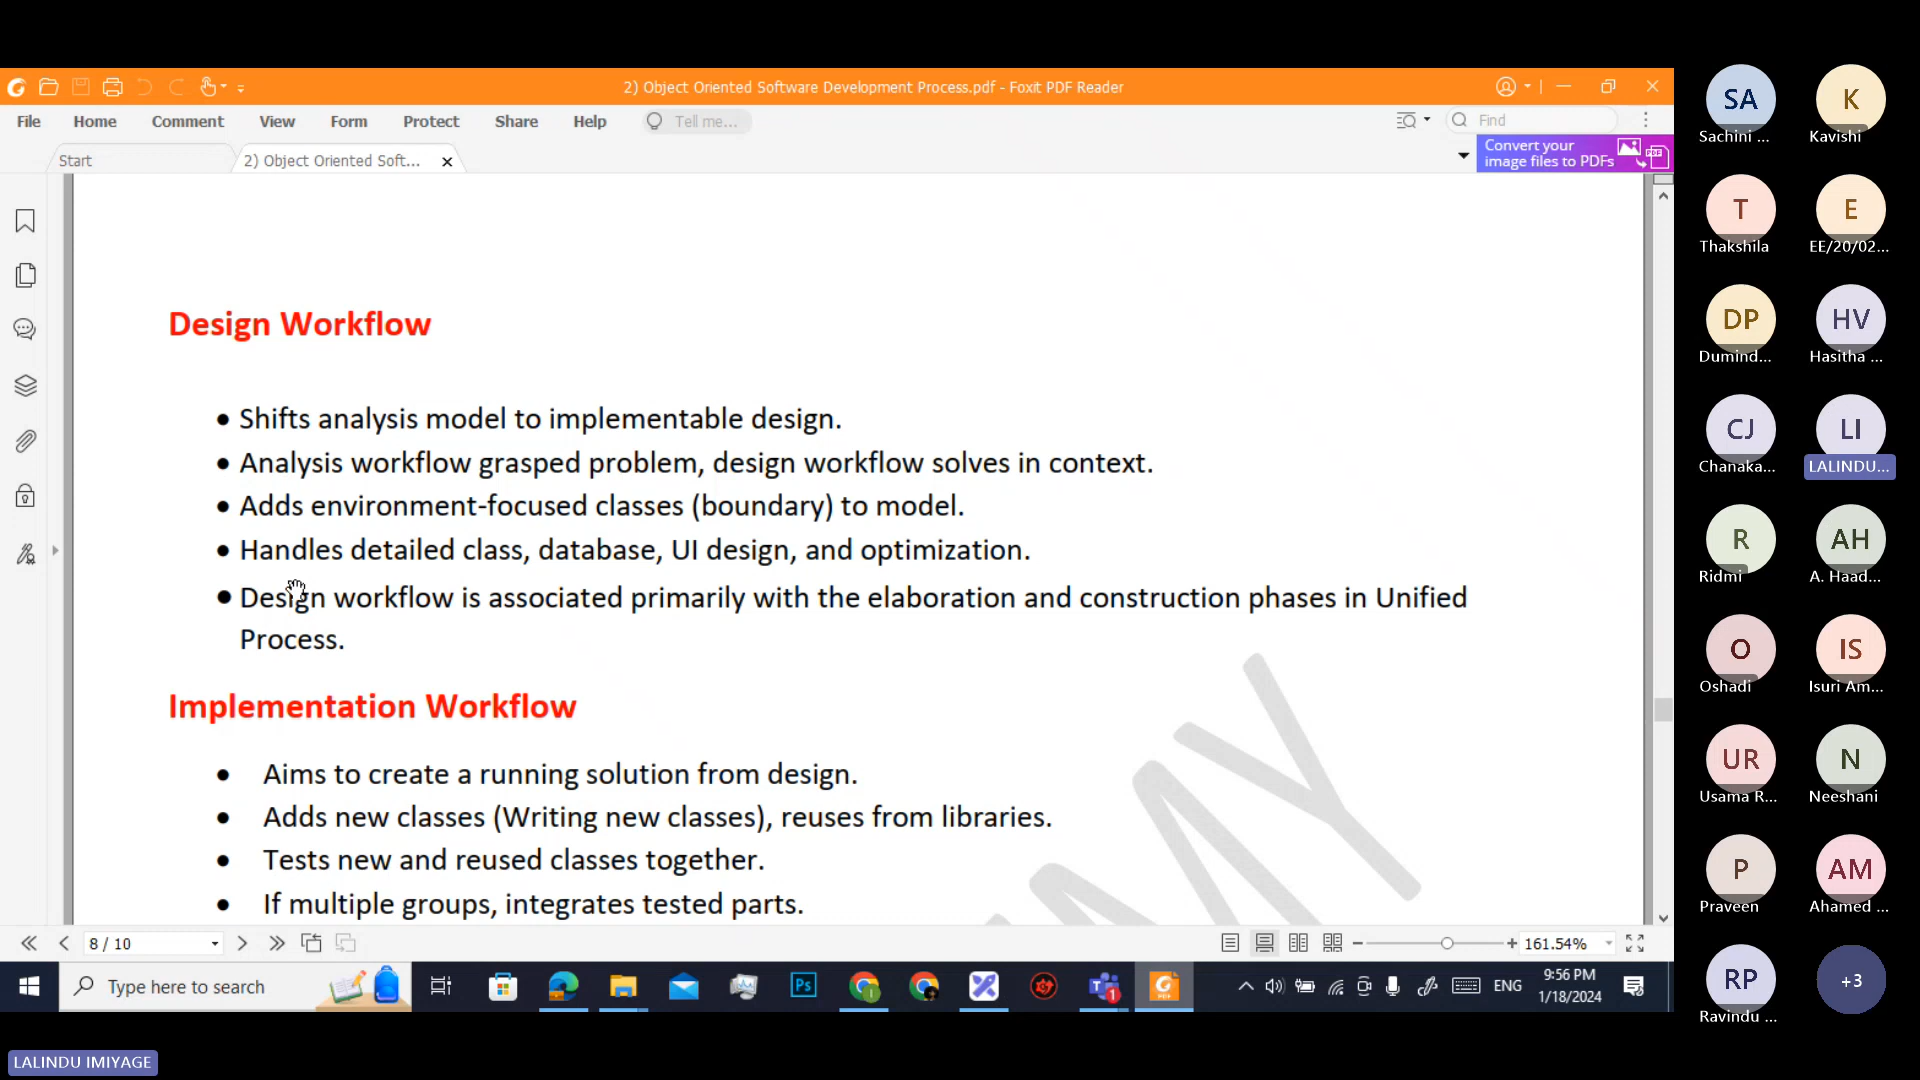 2) Object Oriented Software Development Process.pdf - Foxit PDF Reader
File Home Comment View Form Protect Share Help Tell me... Find
Start
2) Object Oriented Soft...
Convert your
image files to PDFs
PDF
Design Workflow
• Shifts analysis model to implementable design.
• Analysis workflow grasped problem, design workflow solves in context.
• Adds environment-focused classes (boundary) to model.
• Handles detailed class, database, UI design, and optimization.
• Design workflow is associated primarily with the elaboration and construction phases in Unified
Process.
Implementation Workflow
• Aims to create a running solution from design.
• Adds new classes (Writing new classes), reuses from libraries.
• Tests new and reused classes together.
• If multiple groups, integrates tested parts.
MY
8 / 10
161.54%
Type here to search
Ps
T
1
ENG
9:56 PM
1/18/2024
SA K
Sachini ... Kavishi
T E
Thakshila EE/20/02...
DP HV
Dumind... Hasitha ...
CJ LI
Chanaka... LALINDU...
R AH
Ridmi A. Haad...
O IS
Oshadi Isuri Am...
UR N
Usama R... Neeshani
P AM
Praveen Ahamed ...
RP +3
Ravindu ...
LALINDU IMIYAGE